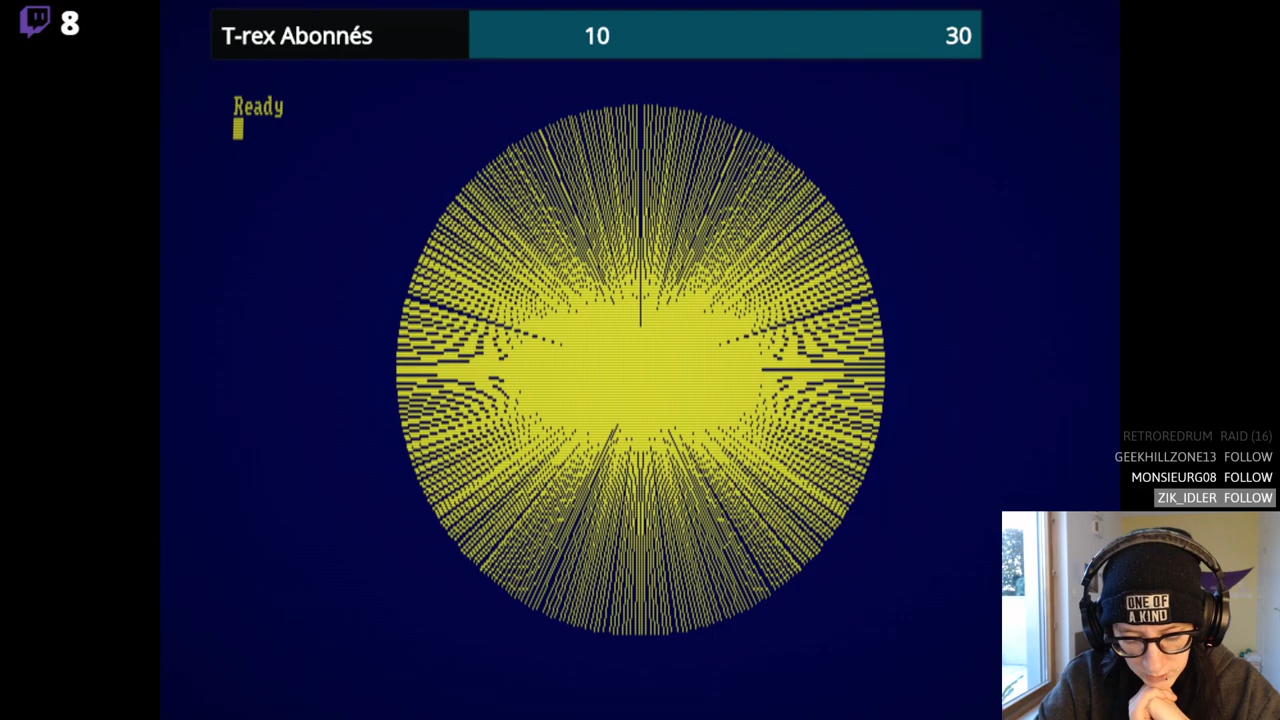 8
T-rex Abonnés 10 30
Ready
RETROREDRUM RAID (16)
GEEKHILLZONE13 FOLLOW
MONSIEURG08 FOLLOW
ZIK_IDLER FOLLOW
ONE OF
A KIND